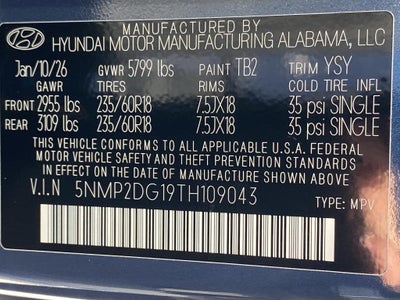 MANUFACTURED BY
HYUNDAI MOTOR MANUFACTURING ALABAMA, LLC
Jan/10/26 GVWR 5799 lbs PAINT TB2 TRIM YSY
GAWR TIRES RIMS COLD TIRE INFL
FRONT 2955 lbs 235/60R18 7.5JX18 35 psi SINGLE
REAR 3109 lbs 235/60R18 7.5JX18 35 psi SINGLE
THIS VEHICLE CONFORMS TO ALL APPLICABLE U.S.A. FEDERAL
MOTOR VEHICLE SAFETY, BUMPER, AND THEFT PREVENTION STANDARDS
IN EFFECT ON THE DATE OF MANUFACTURE SHOWN ABOVE.
V.I.N 5NMP2DG19TH109043
TYPE: MPV